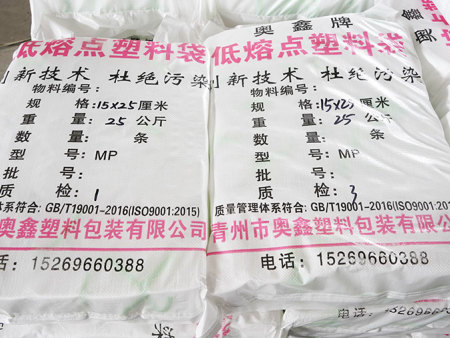 奥鑫牌
低熔点塑料袋
创新技术 杜绝污染
物料编号:
规格:15x25厘米
重量:25公斤
数量: 条
型号:MP
批号:
质检:3
质量管理体系符合:GB/T19001-2016(ISO9001:2015)
青州市奥鑫塑料包装有限公司
电话:15269660388
低熔点塑料袋
新技术 杜绝污染
物料编号:
规格:15x25厘米
重量:25公斤
数量: 条
型号:MP
批号:
质检:1
体系符合:GB/T19001-2016(ISO9001:2015)
奥鑫塑料包装有限公司
电话:15269660388